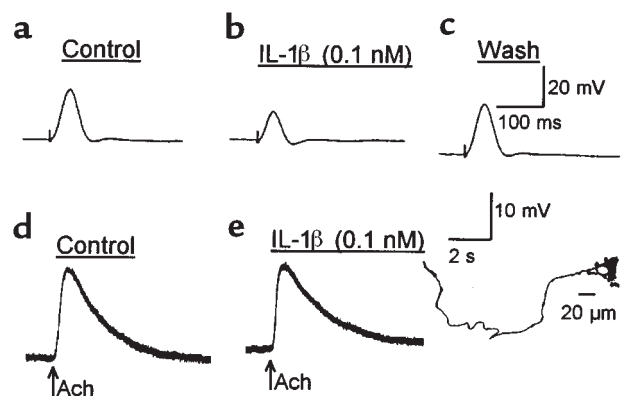 a
Control
b
IL-1β (0.1 nM)
c
Wash
20 mV
100 ms
d
Control
e
IL-1β (0.1 nM)
10 mV
2 s
20 µm
Ach
Ach